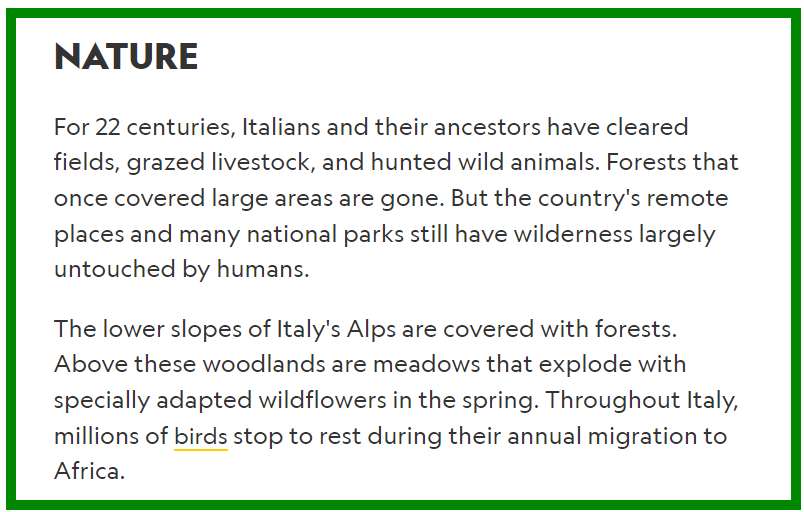 NATURE
For 22 centuries, Italians and their ancestors have cleared
fields, grazed livestock, and hunted wild animals. Forests that
once covered large areas are gone. But the country's remote
places and many national parks still have wilderness largely
untouched by humans.
The lower slopes of Italy's Alps are covered with forests.
Above these woodlands are meadows that explode with
specially adapted wildflowers in the spring. Throughout Italy,
millions of birds stop to rest during their annual migration to
Africa.